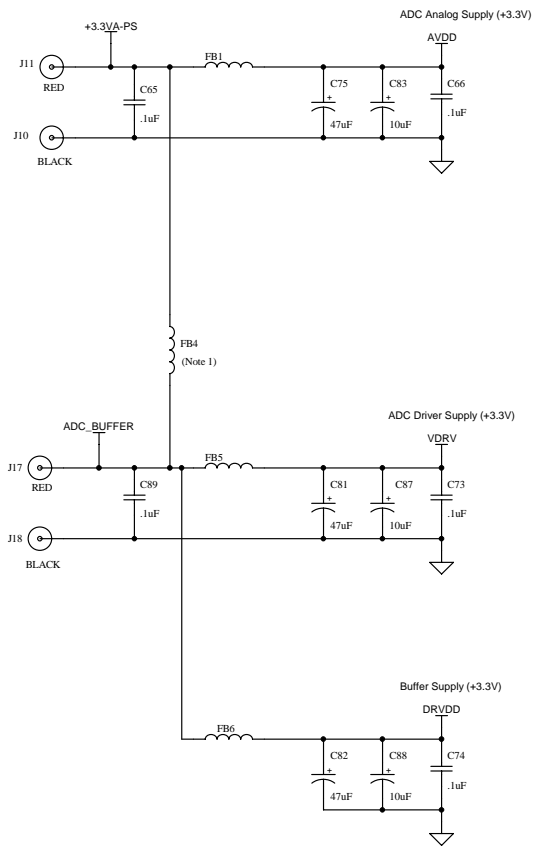 ADC Analog Supply (+3.3V)
+3.3VA-PS
AVDD
J11
FB1
RED
C65
C75
C83
C66
.1uF
+
+
.1uF
47uF
10uF
J10
BLACK
FB4
(Note 1)
ADC Driver Supply (+3.3V)
ADC_BUFFER
VDRV
J17
FB5
RED
C89
C81
C87
C73
.1uF
+
+
.1uF
47uF
10uF
J18
BLACK
Buffer Supply (+3.3V)
DRVDD
FB6
C82
C88
C74
+
+
.1uF
47uF
10uF